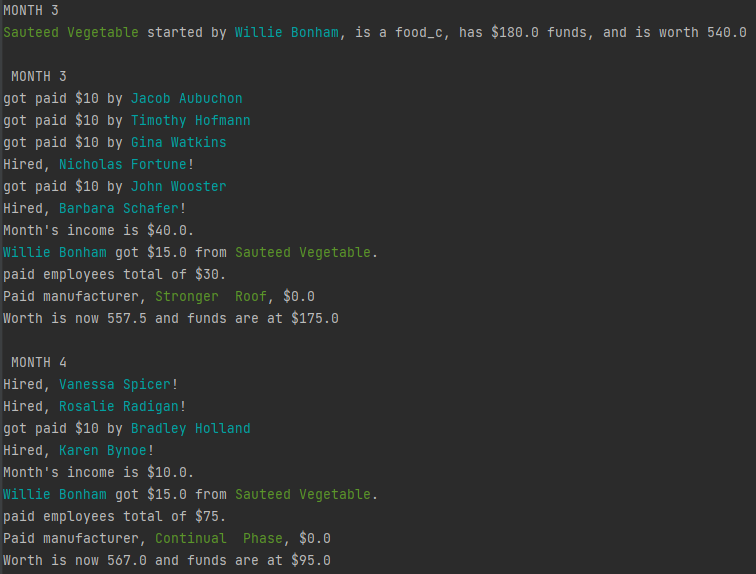 MONTH 3
Sauteed Vegetable started by Willie Bonham, is a food_c, has $180.0 funds, and is worth 540.0
MONTH 3
got paid $10 by Jacob Aubuchon
got paid $10 by Timothy Hofmann
got paid $10 by Gina Watkins
Hired, Nicholas Fortune!
got paid $10 by John Wooster
Hired, Barbara Schafer!
Month's income is $40.0.
Willie Bonham got $15.0 from Sauteed Vegetable.
paid employees total of $30.
Paid manufacturer, Stronger  Roof, $0.0
Worth is now 557.5 and funds are at $175.0
MONTH 4
Hired, Vanessa Spicer!
Hired, Rosalie Radigan!
got paid $10 by Bradley Holland
Hired, Karen Bynoe!
Month's income is $10.0.
Willie Bonham got $15.0 from Sauteed Vegetable.
paid employees total of $75.
Paid manufacturer, Continual  Phase, $0.0
Worth is now 567.0 and funds are at $95.0